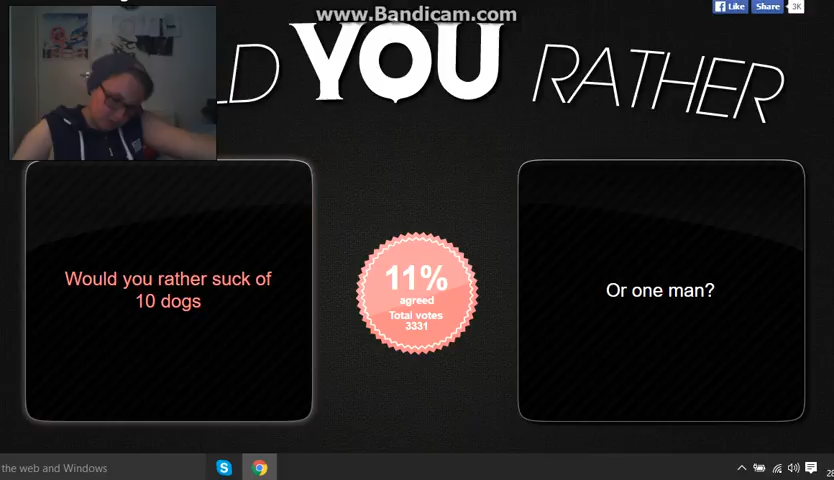 www.Bandicam.com
Like Share 3K
LD YOU RATHER
Would you rather suck of
10 dogs
11%
agreed
Total votes
3331
Or one man?
the web and Windows
28